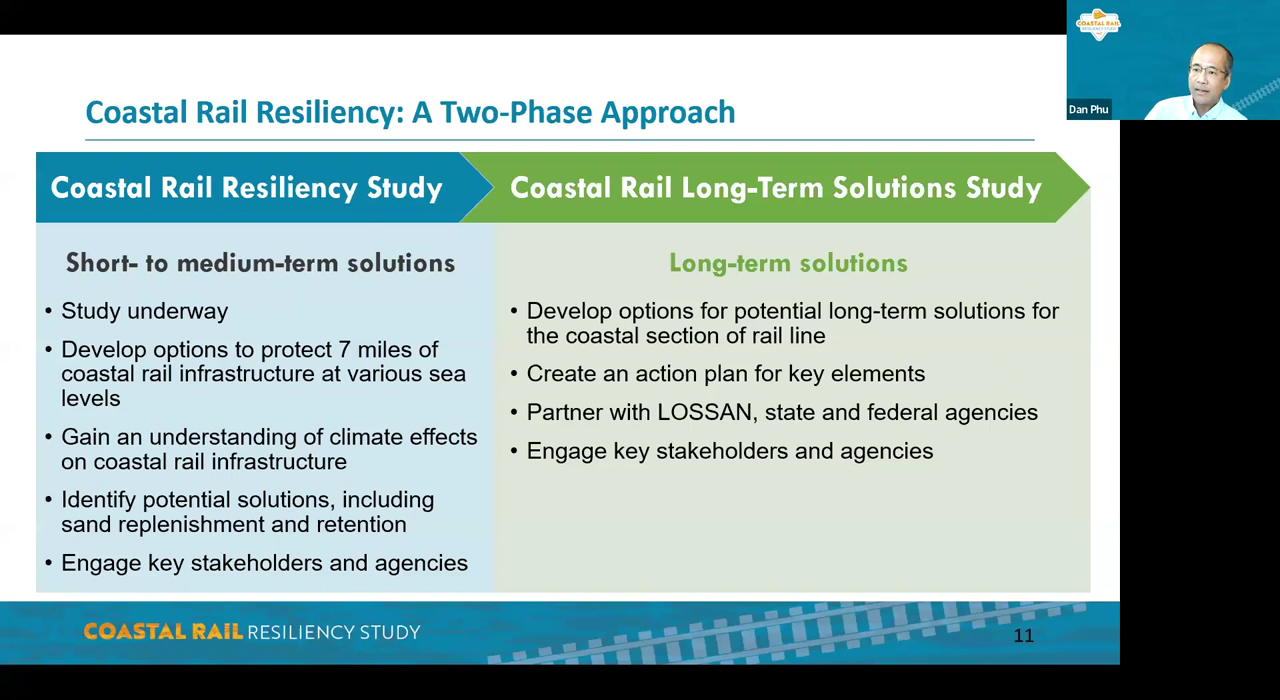 COASTAL RAIL
RESILIENCY STUDY
Dan Phu
Coastal Rail Resiliency: A Two-Phase Approach
Coastal Rail Resiliency Study
Short- to medium-term solutions
• Study underway
• Develop options to protect 7 miles of
coastal rail infrastructure at various sea
levels
• Gain an understanding of climate effects
on coastal rail infrastructure
• Identify potential solutions, including
sand replenishment and retention
• Engage key stakeholders and agencies
Coastal Rail Long-Term Solutions Study
Long-term solutions
• Develop options for potential long-term solutions for
the coastal section of rail line
• Create an action plan for key elements
• Partner with LOSSAN, state and federal agencies
• Engage key stakeholders and agencies
COASTAL RAIL RESILIENCY STUDY
11